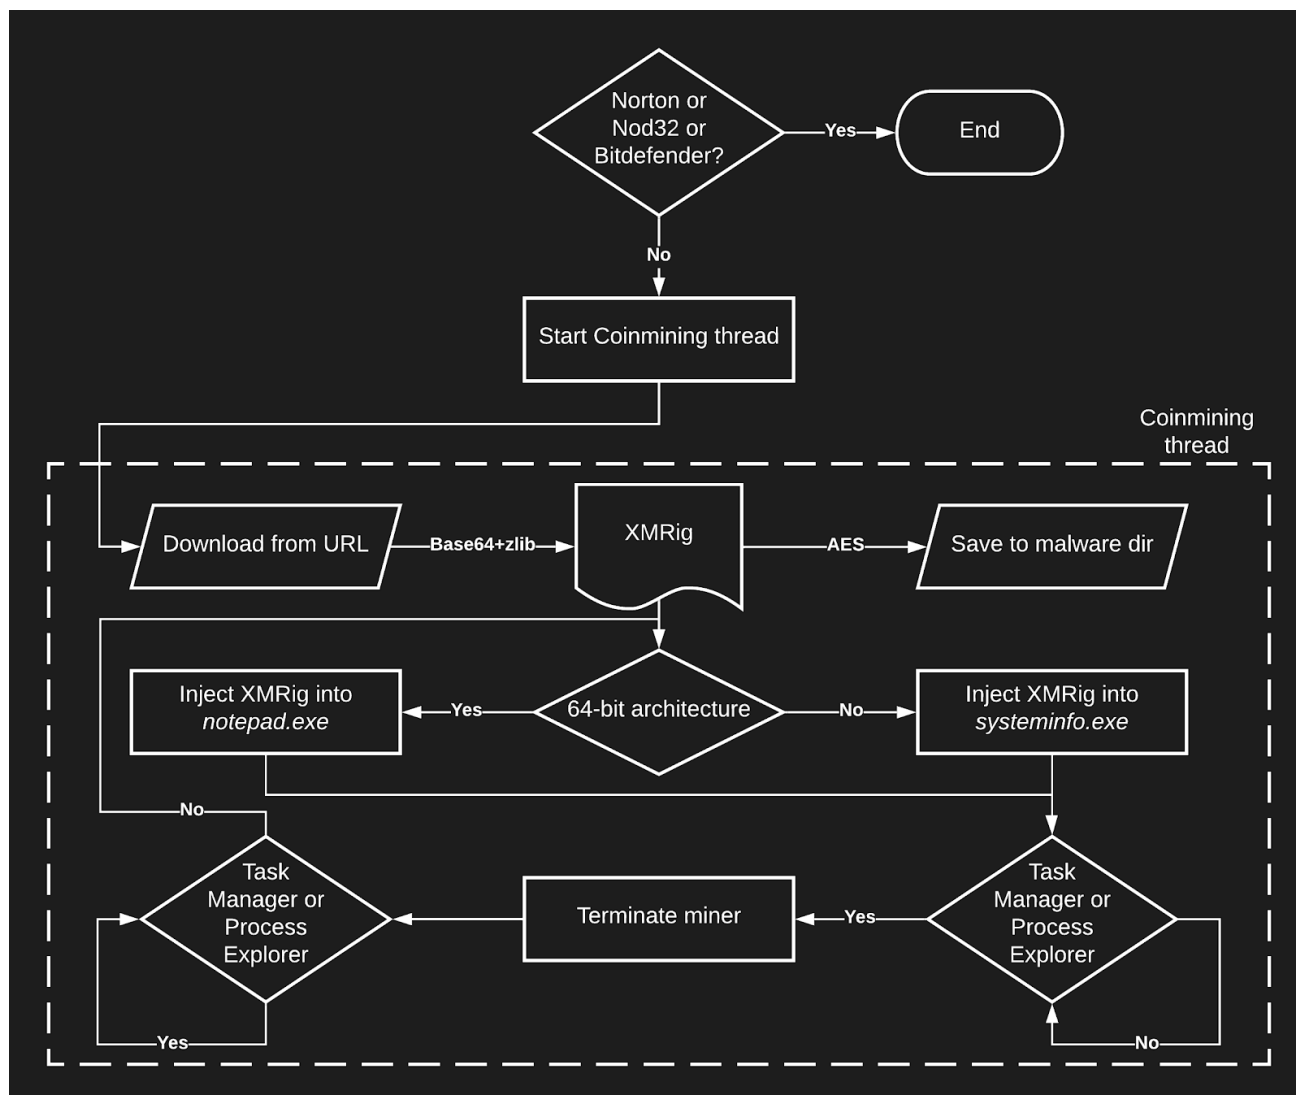 Norton or
Nod32 or
Bitdefender?
Yes
End
No
Start Coinmining thread
Coinmining
thread
Download from URL
Base64+zlib
XMRig
AES
Save to malware dir
Inject XMRig into
notepad.exe
Yes
64-bit architecture
No
Inject XMRig into
systeminfo.exe
No
Task
Manager or
Process
Explorer
Terminate miner
Yes
Task
Manager or
Process
Explorer
Yes
No